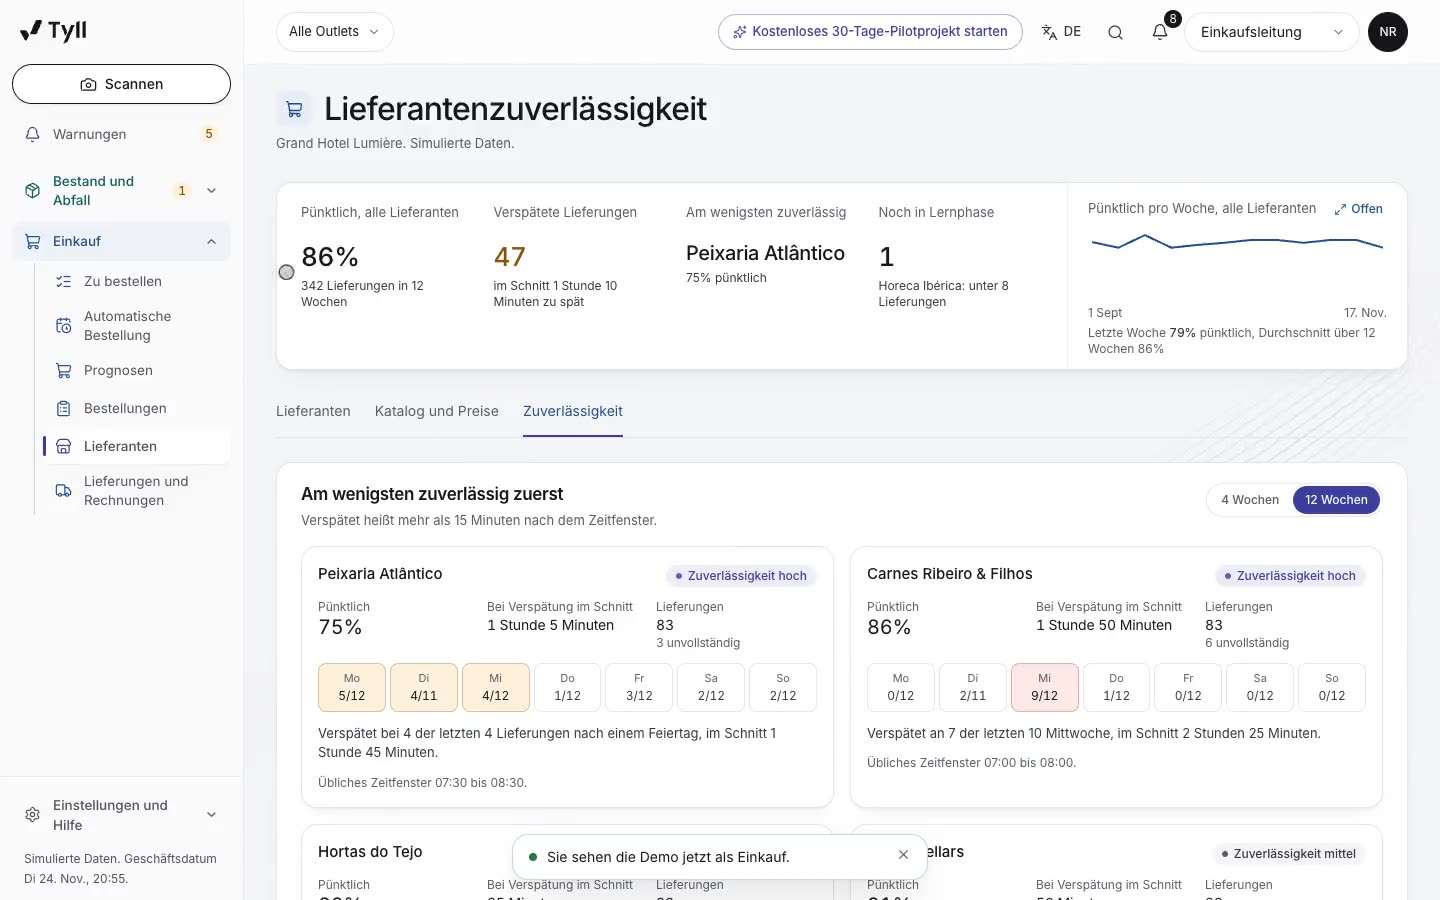 Tyll
Scannen
Warnungen 5
Bestand und Abfall 1
Einkauf
Zu bestellen
Automatische Bestellung
Prognosen
Bestellungen
Lieferanten
Lieferungen und Rechnungen
Einstellungen und Hilfe
Simulierte Daten. Geschäftsdatum
Di 24. Nov., 20:55.
Alle Outlets
Kostenloses 30-Tage-Pilotprojekt starten
DE
8
Einkaufsleitung
NR
Lieferantenzuverlässigkeit
Grand Hotel Lumière. Simulierte Daten.
Pünktlich, alle Lieferanten
86%
342 Lieferungen in 12
Wochen
Verspätete Lieferungen
47
im Schnitt 1 Stunde 10
Minuten zu spät
Am wenigsten zuverlässig
Peixaria Atlântico
75% pünktlich
Noch in Lernphase
1
Horeca Ibérica: unter 8
Lieferungen
Pünktlich pro Woche, alle Lieferanten
Offen
1 Sept 17. Nov.
Letzte Woche 79% pünktlich, Durchschnitt über 12
Wochen 86%
Lieferanten Katalog und Preise Zuverlässigkeit
Am wenigsten zuverlässig zuerst
Verspätet heißt mehr als 15 Minuten nach dem Zeitfenster.
4 Wochen 12 Wochen
Peixaria Atlântico
Zuverlässigkeit hoch
Pünktlich Bei Verspätung im Schnitt Lieferungen
75% 1 Stunde 5 Minuten 83
3 unvollständig
Mo Di Mi Do Fr Sa So
5/12 4/11 4/12 1/12 3/12 2/12 2/12
Verspätet bei 4 der letzten 4 Lieferungen nach einem Feiertag, im Schnitt 1
Stunde 45 Minuten.
Übliches Zeitfenster 07:30 bis 08:30.
Carnes Ribeiro & Filhos
Zuverlässigkeit hoch
Pünktlich Bei Verspätung im Schnitt Lieferungen
86% 1 Stunde 50 Minuten 83
6 unvollständig
Mo Di Mi Do Fr Sa So
0/12 2/11 9/12 1/12 0/12 0/12 0/12
Verspätet an 7 der letzten 10 Mittwoche, im Schnitt 2 Stunden 25 Minuten.
Übliches Zeitfenster 07:00 bis 08:00.
Hortas do Tejo
Pünktlich Bei Verspätung im Schnitt Lieferungen
ellars
Zuverlässigkeit mittel
Pünktlich Bei Verspätung im Schnitt Lieferungen
Sie sehen die Demo jetzt als Einkauf.